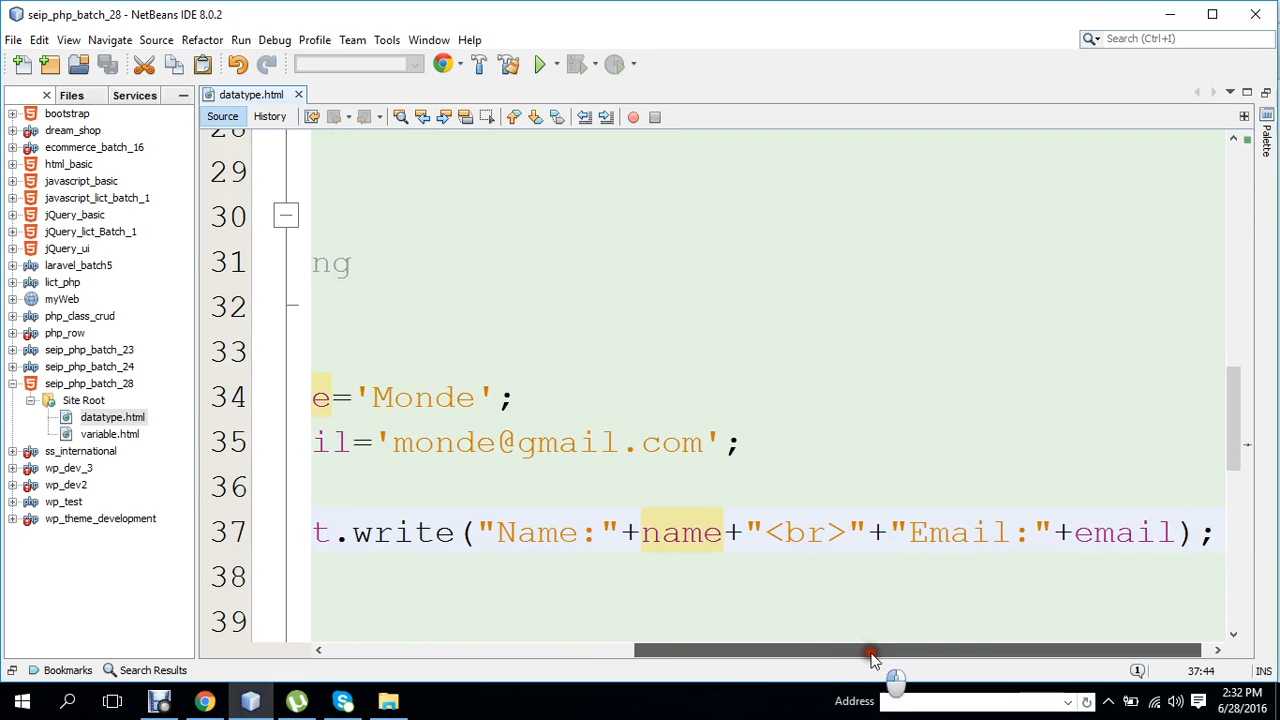 seip_php_batch_28 - NetBeans IDE 8.0.2
File Edit View Navigate Source Refactor Run Debug Profile Team Tools Window Help
Search (Ctrl+I)
Files Services
datatype.html
Source History
Palette
bootstrap
dream_shop
ecommerce_batch_16
html_basic
javascript_basic
javascript_lict_batch_1
jQuery_basic
jQuery_lict_Batch_1
jQuery_ui
laravel_batch5
lict_php
myWeb
php_class_crud
php_row
seip_php_batch_23
seip_php_batch_24
seip_php_batch_28
Site Root
datatype.html
variable.html
ss_international
wp_dev_3
wp_dev2
wp_test
wp_theme_development
28
29
30
31 ng
32
33
34 e='Monde';
35 il='monde@gmail.com';
36
37 t.write("Name:"+name+"<br>"+"Email:"+email);
38
39
Bookmarks Search Results
1
37:44 INS
Address
2:32 PM
6/28/2016